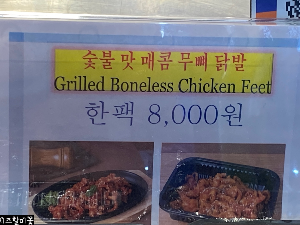 숯불 맛 매콤 무뼈 닭발
Grilled Boneless Chicken Feet
한팩 8,000원